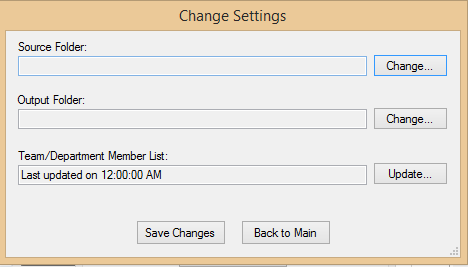 Change Settings
Source Folder:
Change...
Output Folder:
Change...
Team/Department Member List:
Last updated on 12:00:00 AM
Update...
Save Changes
Back to Main